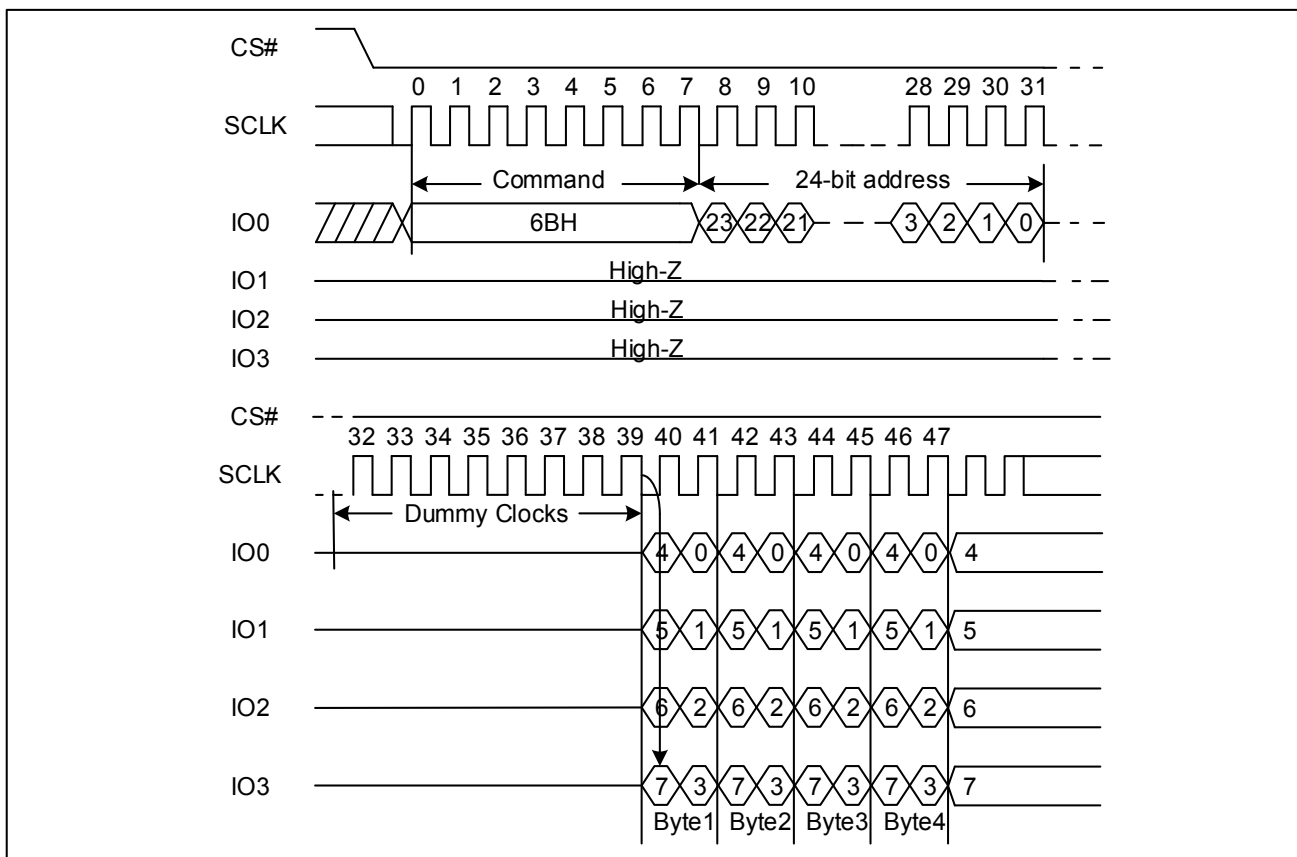 CS#
0 1 2 3 4 5 6 7 8 9 10 28 29 30 31
SCLK
Command 24-bit address
IO0 6BH 23 22 21 3 2 1 0
IO1 High-Z
IO2 High-Z
IO3 High-Z
CS#
32 33 34 35 36 37 38 39 40 41 42 43 44 45 46 47
SCLK
Dummy Clocks
IO0 4 0 4 0 4 0 4 0 4
IO1 5 1 5 1 5 1 5 1 5
IO2 6 2 6 2 6 2 6 2 6
IO3 7 3 7 3 7 3 7 3 7
Byte1 Byte2 Byte3 Byte4